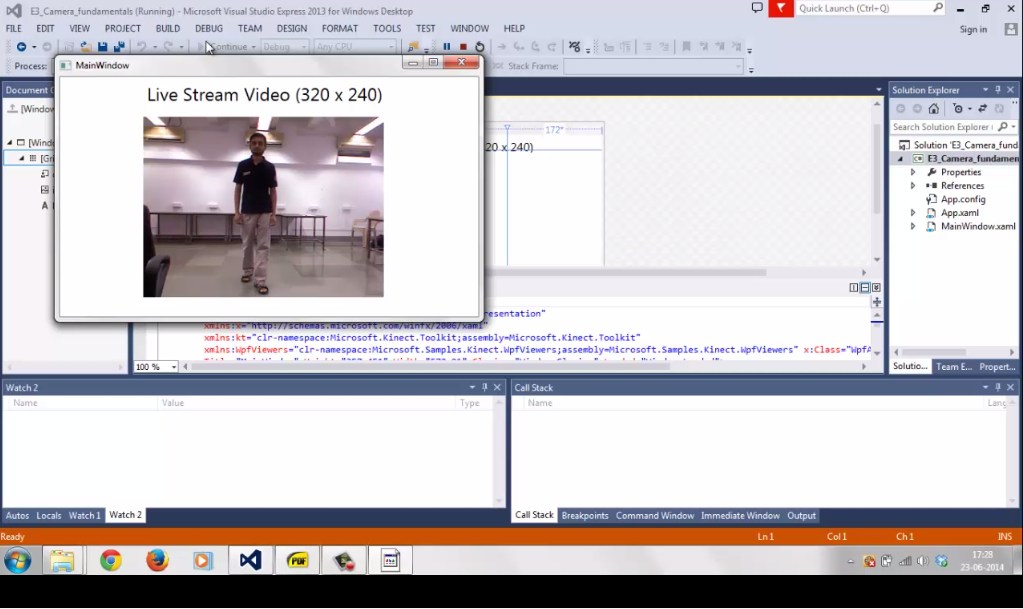 E3_Camera_fundamentals (Running) - Microsoft Visual Studio Express 2013 for Windows Desktop
Quick Launch (Ctrl+Q)
FILE EDIT VIEW PROJECT BUILD DEBUG TEAM DESIGN FORMAT TOOLS TEST WINDOW HELP
Sign in
Continue Debug Any CPU
Process:
Stack Frame:
MainWindow
Live Stream Video (320 x 240)
Document
[Window
[Windo
[Gri
A
172*
20 x 240)
Solution Explorer
Search Solution Explorer
Solution 'E3_Camera_fund
E3_Camera_fundamen
Properties
References
App.config
App.xaml
MainWindow.xaml
presentation"
xmlns:x="http://schemas.microsoft.com/winfx/2006/xaml"
xmlns:kt="clr-namespace:Microsoft.Kinect.Toolkit;assembly=Microsoft.Kinect.Toolkit"
xmlns:WpfViewers="clr-namespace:Microsoft.Samples.Kinect.WpfViewers;assembly=Microsoft.Samples.Kinect.WpfViewers" x:Class="WpfA
100 %
Solutio... Team E... Propert...
Watch 2
Name Value Type
Call Stack
Name Lang
Autos Locals Watch 1 Watch 2
Call Stack Breakpoints Command Window Immediate Window Output
Ready
Ln 1 Col 1 Ch 1 INS
PDF
17:28
23-06-2014